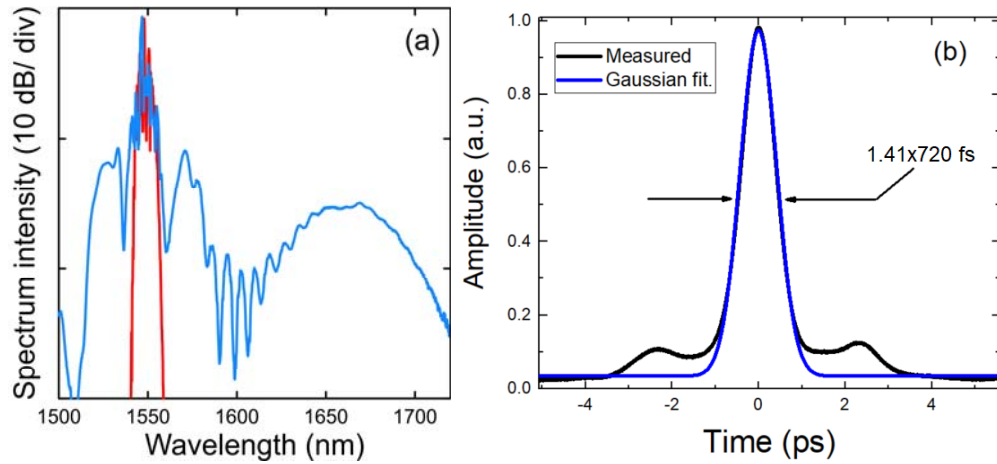 (a)
Spectrum intensity (10 dB/ div)
1500
1550
1600
1650
1700
Wavelength (nm)
(b)
Measured
Gaussian fit.
1.41x720 fs
Amplitude (a.u.)
1.0
0.8
0.6
0.4
0.2
0.0
-4
-2
0
2
4
Time (ps)